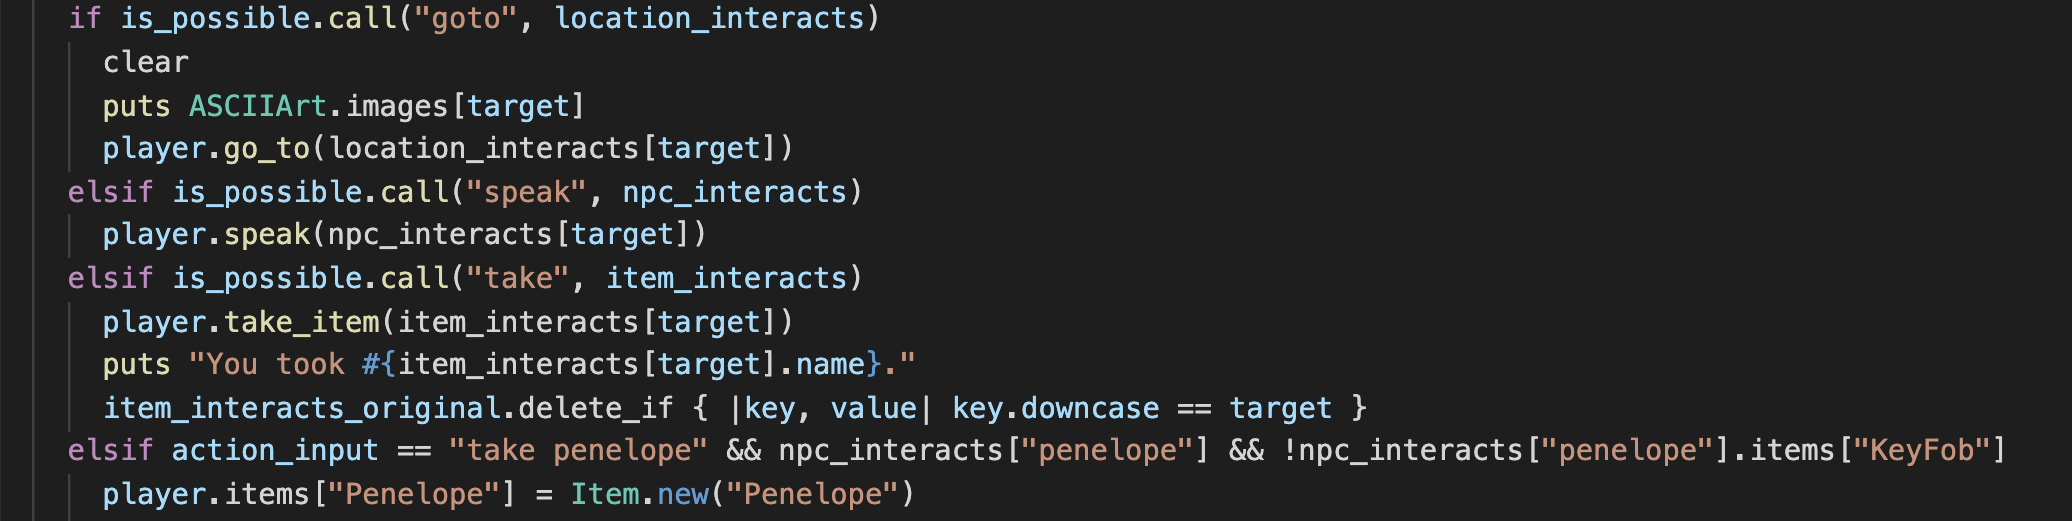 if is_possible.call("goto", location_interacts)
clear
puts ASCIIArt.images[target]
player.go_to(location_interacts[target])
elsif is_possible.call("speak", npc_interacts)
player.speak(npc_interacts[target])
elsif is_possible.call("take", item_interacts)
player.take_item(item_interacts[target])
puts "You took #{item_interacts[target].name}."
item_interacts_original.delete_if { |key, value| key.downcase == target }
elsif action_input == "take penelope" && npc_interacts["penelope"] && !npc_interacts["penelope"].items["KeyFob"]
player.items["Penelope"] = Item.new("Penelope")